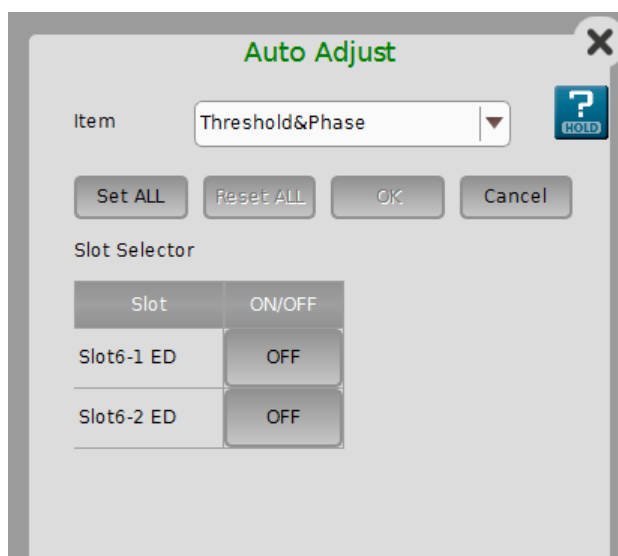 Auto Adjust
Item
Threshold&Phase
?
HOLD
Set ALL
Reset ALL
OK
Cancel
Slot Selector
Slot
ON/OFF
Slot6-1 ED
OFF
Slot6-2 ED
OFF